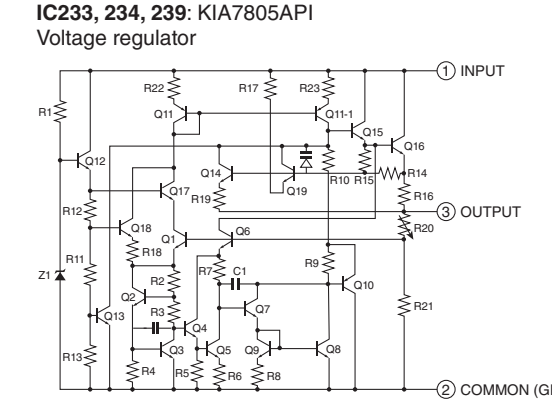 IC233, 234, 239: KIA7805API
Voltage regulator
1 INPUT
R22 R17 R23
R1
Q11 Q11-1
Q15
Q16
Q12
Q14 R10 R15 R14
Q19
Q17
R19 R16
R12
3 OUTPUT
Q18
Q6 R20
Q1
R18
R11
R9
Z1 R2 R7 C1
Q10
Q2
R3 Q7 R21
Q13 Q4
Q3 Q5 Q9 Q8
R13 R4 R5 R6 R8
2 COMMON (G